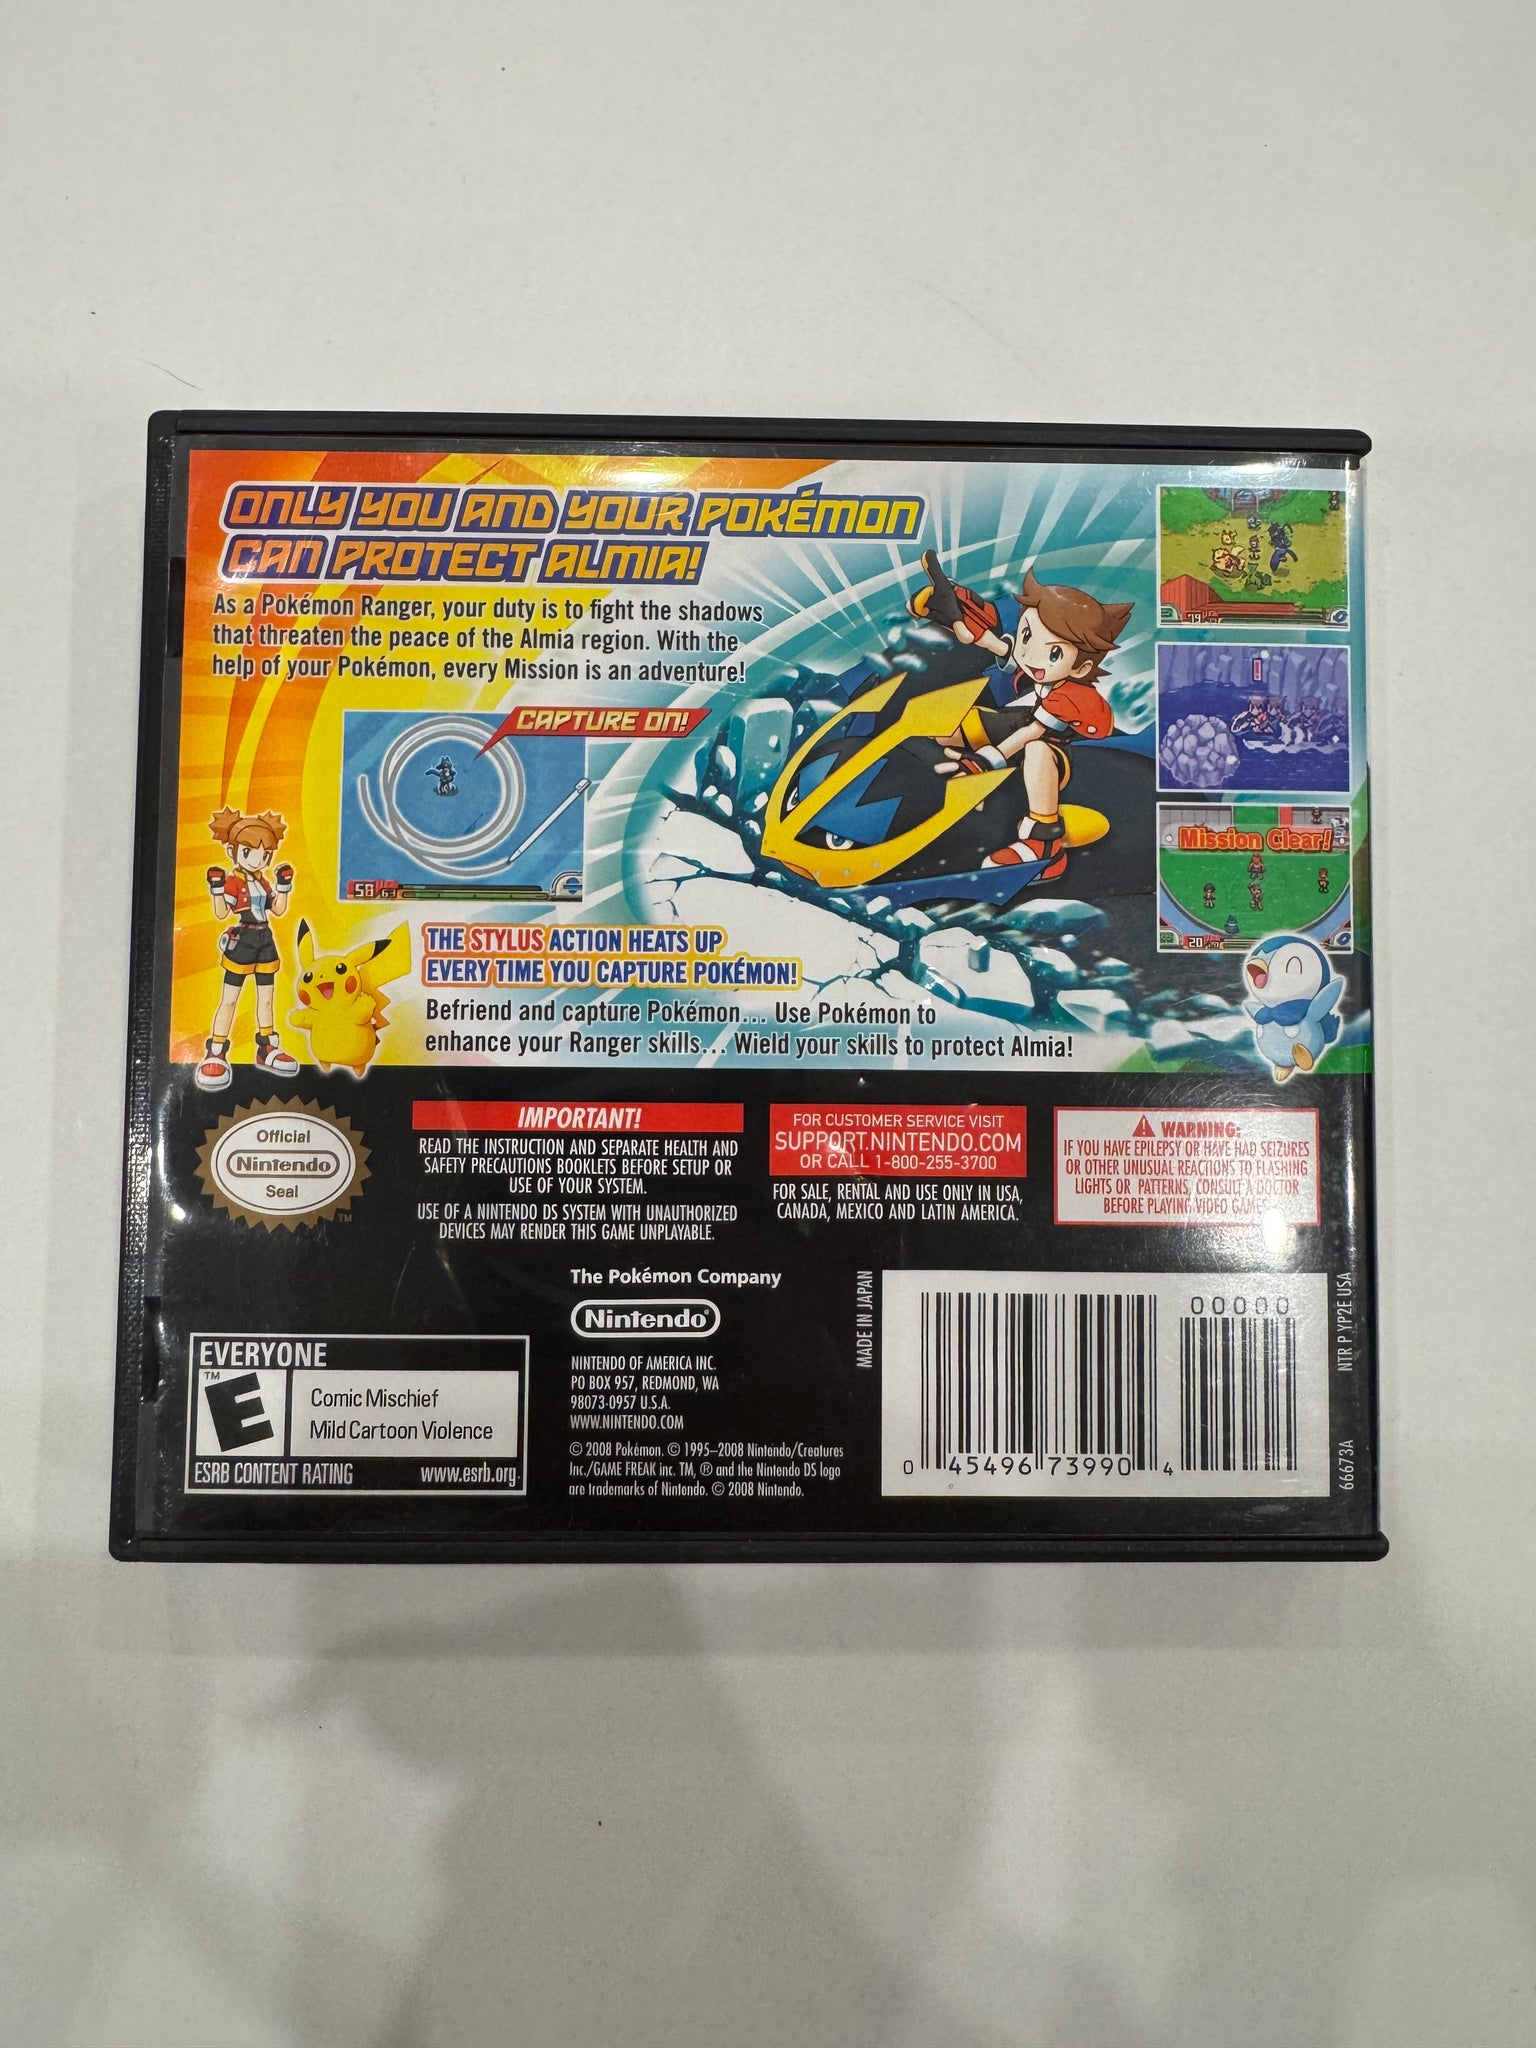 ONLY YOU AND YOUR POKÉMON
CAN PROTECT ALMIA!
As a Pokémon Ranger, your duty is to fight the shadows
that threaten the peace of the Almia region. With the
help of your Pokémon, every Mission is an adventure!
CAPTURE ON!
Mission Clear!
20
THE STYLUS ACTION HEATS UP
EVERY TIME YOU CAPTURE POKÉMON!
Befriend and capture Pokémon... Use Pokémon to
enhance your Ranger skills... Wield your skills to protect Almia!
Official
Nintendo
Seal
TM
IMPORTANT!
READ THE INSTRUCTION AND SEPARATE HEALTH AND
SAFETY PRECAUTIONS BOOKLETS BEFORE SETUP OR
USE OF YOUR SYSTEM.
USE OF A NINTENDO DS SYSTEM WITH UNAUTHORIZED
DEVICES MAY RENDER THIS GAME UNPLAYABLE.
FOR CUSTOMER SERVICE VISIT
SUPPORT.NINTENDO.COM
OR CALL 1-800-255-3700
FOR SALE, RENTAL AND USE ONLY IN USA,
CANADA, MEXICO AND LATIN AMERICA.
WARNING:
IF YOU HAVE EPILEPSY OR HAVE HAD SEIZURES
OR OTHER UNUSUAL REACTIONS TO FLASHING
LIGHTS OR PATTERNS, CONSULT A DOCTOR
BEFORE PLAYING VIDEO GAMES.
The Pokémon Company
Nintendo®
NINTENDO OF AMERICA INC.
PO BOX 957, REDMOND, WA
98073-0957 U.S.A.
WWW.NINTENDO.COM
© 2008 Pokémon. © 1995–2008 Nintendo/Creatures
Inc./GAME FREAK inc. TM, ® and the Nintendo DS logo
are trademarks of Nintendo. © 2008 Nintendo.
EVERYONE
TM
E
Comic Mischief
Mild Cartoon Violence
ESRB CONTENT RATING www.esrb.org
MADE IN JAPAN
00000
0 45496 73990 4
NTR P YP2E USA
66673A